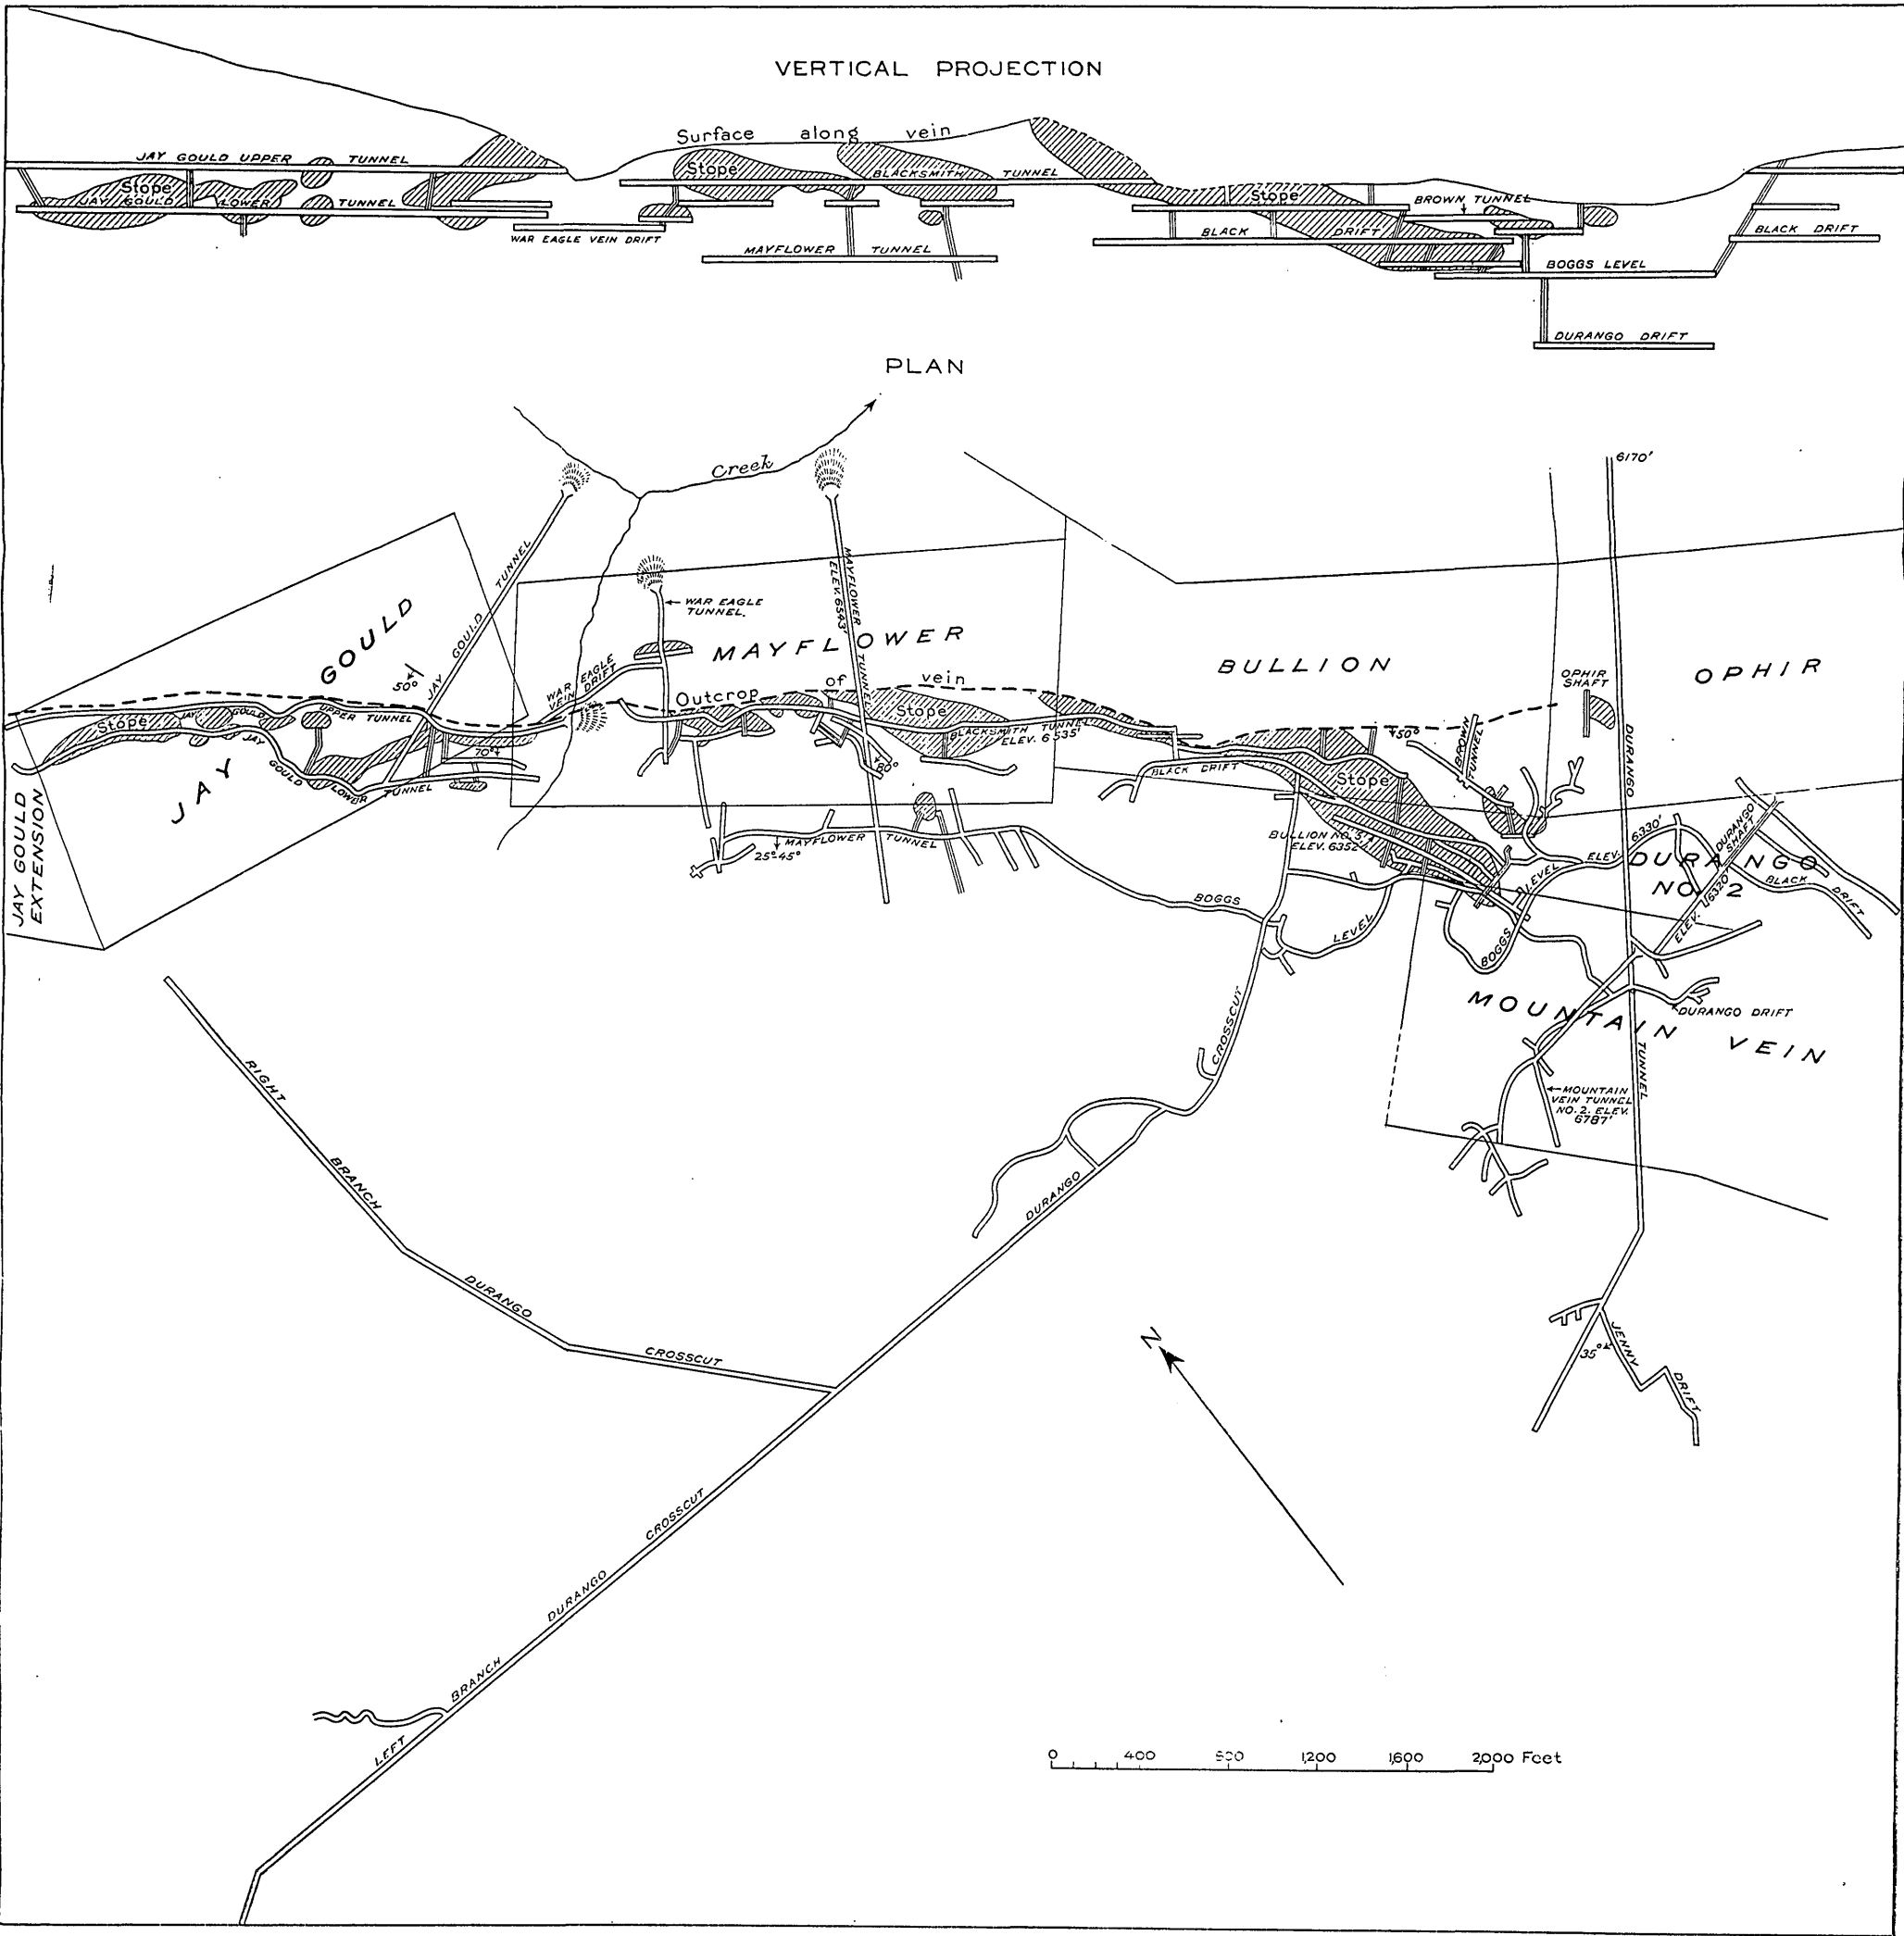 VERTICAL PROJECTION
Surface along vein
JAY GOULD UPPER TUNNEL
Stope
JAY GOULD LOWER TUNNEL
WAR EAGLE VEIN DRIFT
Stope
BLACKSMITH TUNNEL
MAYFLOWER TUNNEL
Stope
BROWN TUNNEL
BLACK DRIFT
BLACK DRIFT
BOGGS LEVEL
DURANGO DRIFT
PLAN
Creek
6170'
JAY GOULD TUNNEL
MAYFLOWER TUNNEL
ELEV. 6543'
WAR EAGLE
TUNNEL.
JAY GOULD
50°
MAYFLOWER
BULLION
OPHIR
OPHIR
SHAFT
WAR EAGLE
VEIN DRIFT
Outcrop of vein
Stope
JAY GOULD UPPER TUNNEL
Stope
BLACKSMITH TUNNEL
ELEV. 6535'
50°
BROWN
TUNNEL
DURANGO TUNNEL
70°
80°
JAY GOULD LOWER TUNNEL
BLACK DRIFT
Stope
JAY GOULD
EXTENSION
MAYFLOWER TUNNEL
25°-45°
BULLION NO. 5
ELEV. 6352'
BOGGS LEVEL
BOGGS LEVEL
ELEV. 6330'
DURANGO
SHAFT
DURANGO
NO. 2
ELEV. 6320'
BLACK DRIFT
MOUNTAIN VEIN
DURANGO DRIFT
MOUNTAIN
VEIN TUNNEL
NO. 2. ELEV.
6787'
CROSSCUT
DURANGO
RIGHT BRANCH
DURANGO CROSSCUT
N
35°
JENNY DRIFT
LEFT BRANCH DURANGO CROSSCUT
0 400 800 1,200 1,600 2,000 Feet